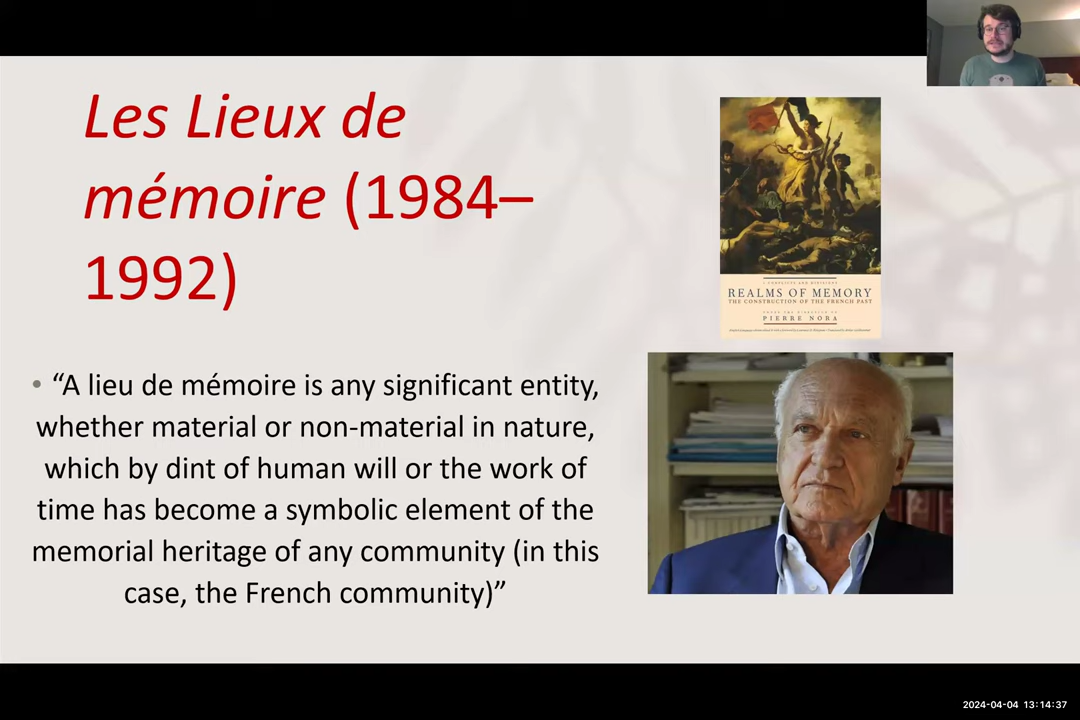 Les Lieux de
mémoire (1984–
1992)
• “A lieu de mémoire is any significant entity,
whether material or non-material in nature,
which by dint of human will or the work of
time has become a symbolic element of the
memorial heritage of any community (in this
case, the French community)”
REALMS OF MEMORY
THE CONSTRUCTION OF THE FRENCH PAST
PIERRE NORA
2024-04-04 13:14:37